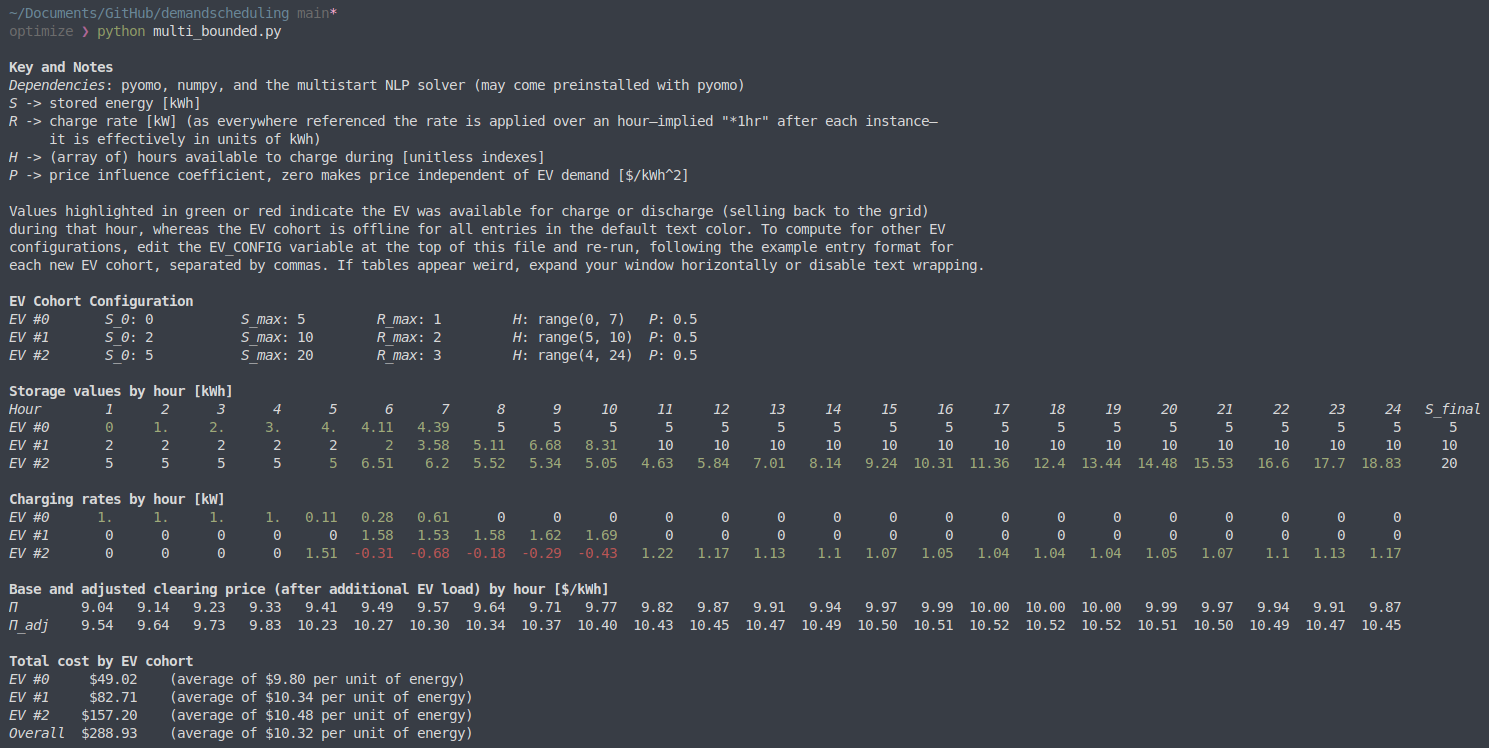 ~/Documents/GitHub/demandscheduling main*
optimize ❯ python multi_bounded.py
Key and Notes
Dependencies: pyomo, numpy, and the multistart NLP solver (may come preinstalled with pyomo)
S -> stored energy [kWh]
R -> charge rate [kW] (as everywhere referenced the rate is applied over an hour—implied "*1hr" after each instance—
it is effectively in units of kWh)
H -> (array of) hours available to charge during [unitless indexes]
P -> price influence coefficient, zero makes price independent of EV demand [$/kWh^2]
Values highlighted in green or red indicate the EV was available for charge or discharge (selling back to the grid)
during that hour, whereas the EV cohort is offline for all entries in the default text color. To compute for other EV
configurations, edit the EV_CONFIG variable at the top of this file and re-run, following the example entry format for
each new EV cohort, separated by commas. If tables appear weird, expand your window horizontally or disable text wrapping.
EV Cohort Configuration
EV #0 S_0: 0 S_max: 5 R_max: 1 H: range(0, 7) P: 0.5
EV #1 S_0: 2 S_max: 10 R_max: 2 H: range(5, 10) P: 0.5
EV #2 S_0: 5 S_max: 20 R_max: 3 H: range(4, 24) P: 0.5
Storage values by hour [kWh]
Hour 1 2 3 4 5 6 7 8 9 10 11 12 13 14 15 16 17 18 19 20 21 22 23 24 S_final
EV #0 0 1. 2. 3. 4. 4.11 4.39 5 5 5 5 5 5 5 5 5 5 5 5 5 5 5 5 5 5
EV #1 2 2 2 2 2 2 3.58 5.11 6.68 8.31 10 10 10 10 10 10 10 10 10 10 10 10 10 10 10
EV #2 5 5 5 5 5 6.51 6.2 5.52 5.34 5.05 4.63 5.84 7.01 8.14 9.24 10.31 11.36 12.4 13.44 14.48 15.53 16.6 17.7 18.83 20
Charging rates by hour [kW]
EV #0 1. 1. 1. 1. 0.11 0.28 0.61 0 0 0 0 0 0 0 0 0 0 0 0 0 0 0 0 0
EV #1 0 0 0 0 0 1.58 1.53 1.58 1.62 1.69 0 0 0 0 0 0 0 0 0 0 0 0 0 0
EV #2 0 0 0 0 1.51 -0.31 -0.68 -0.18 -0.29 -0.43 1.22 1.17 1.13 1.1 1.07 1.05 1.04 1.04 1.04 1.05 1.07 1.1 1.13 1.17
Base and adjusted clearing price (after additional EV load) by hour [$/kWh]
Π 9.04 9.14 9.23 9.33 9.41 9.49 9.57 9.64 9.71 9.77 9.82 9.87 9.91 9.94 9.97 9.99 10.00 10.00 10.00 9.99 9.97 9.94 9.91 9.87
Π_adj 9.54 9.64 9.73 9.83 10.23 10.27 10.30 10.34 10.37 10.40 10.43 10.45 10.47 10.49 10.50 10.51 10.52 10.52 10.52 10.51 10.50 10.49 10.47 10.45
Total cost by EV cohort
EV #0 $49.02 (average of $9.80 per unit of energy)
EV #1 $82.71 (average of $10.34 per unit of energy)
EV #2 $157.20 (average of $10.48 per unit of energy)
Overall $288.93 (average of $10.32 per unit of energy)